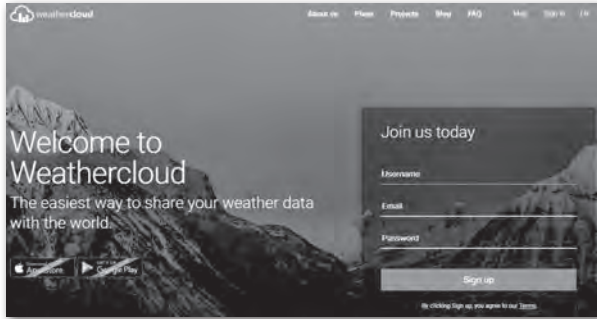 weathercloud
About us Plans Projects Blog FAQ Map Sign in EN
Welcome to
Weathercloud
The easiest way to share your weather data
with the world.
App Store Google Play
Join us today
Username
Email
Password
Sign up
By clicking Sign up, you agree to our Terms.